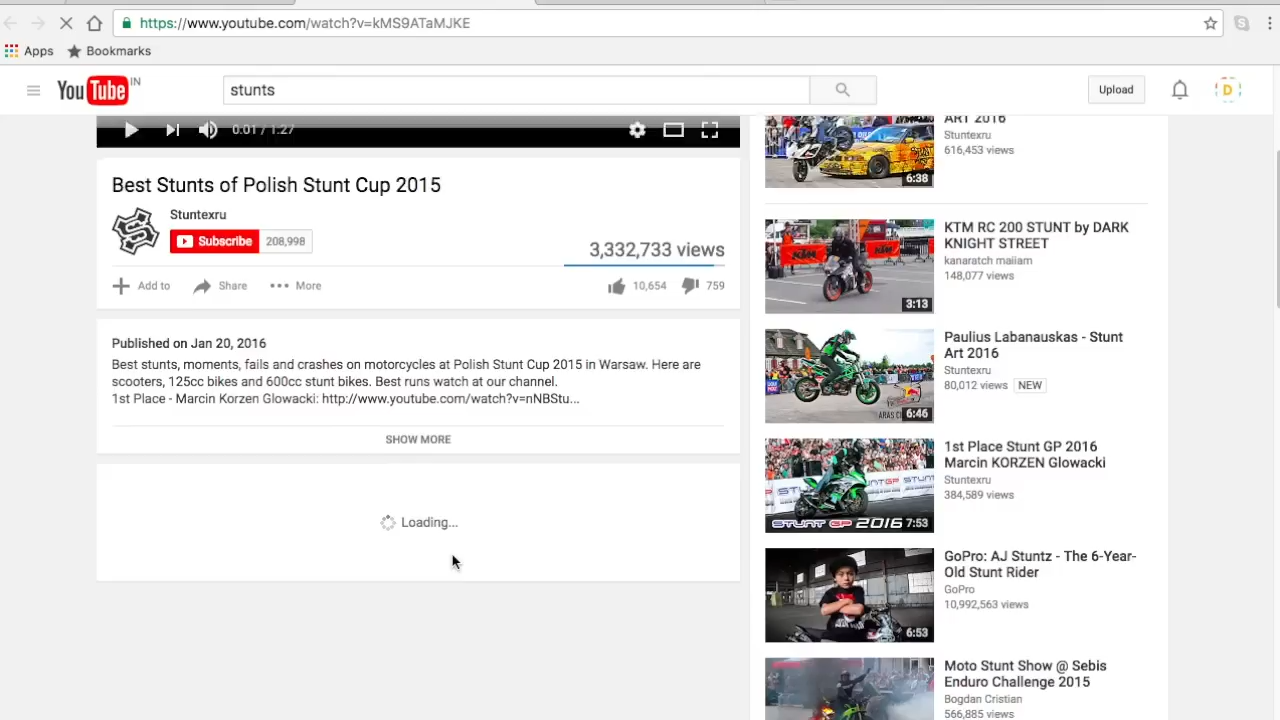 https://www.youtube.com/watch?v=kMS9ATaMJKE
S
Apps
Bookmarks
YouTube IN
stunts
Upload
D
0:01 / 1:27
Best Stunts of Polish Stunt Cup 2015
Stuntexru
Subscribe 208,998
3,332,733 views
Add to
Share
More
10,654
759
Published on Jan 20, 2016
Best stunts, moments, fails and crashes on motorcycles at Polish Stunt Cup 2015 in Warsaw. Here are
scooters, 125cc bikes and 600cc stunt bikes. Best runs watch at our channel.
1st Place - Marcin Korzen Glowacki: http://www.youtube.com/watch?v=nNBStu...
SHOW MORE
Loading...
ART 2016
Stuntexru
616,453 views
6:38
KTM RC 200 STUNT by DARK
KNIGHT STREET
kanaratch maiiam
148,077 views
KTM
3:13
Paulius Labanauskas - Stunt
Art 2016
Stuntexru
80,012 views NEW
ARAS
6:46
1st Place Stunt GP 2016
Marcin KORZEN Glowacki
Stuntexru
384,589 views
STUNT GP 2016
7:53
GoPro: AJ Stuntz - The 6-Year-
Old Stunt Rider
GoPro
10,992,563 views
6:53
Moto Stunt Show @ Sebis
Enduro Challenge 2015
Bogdan Cristian
566,885 views